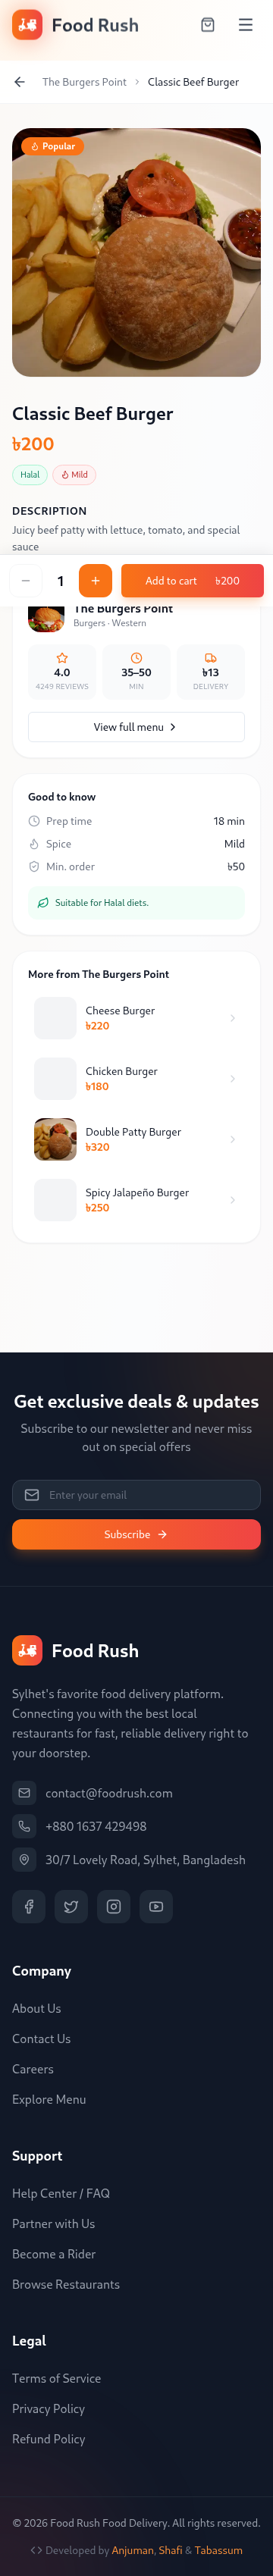 Food Rush
The Burgers Point > Classic Beef Burger
Popular
Classic Beef Burger
৳200
Halal Mild
DESCRIPTION
Juicy beef patty with lettuce, tomato, and special
sauce
1 Add to cart ৳200
The Burgers Point
Burgers · Western
4.0 35–50 ৳13
4249 REVIEWS MIN DELIVERY
View full menu
Good to know
Prep time 18 min
Spice Mild
Min. order ৳50
Suitable for Halal diets.
More from The Burgers Point
Cheese Burger
৳220
Chicken Burger
৳180
Double Patty Burger
৳320
Spicy Jalapeño Burger
৳250
Get exclusive deals & updates
Subscribe to our newsletter and never miss
out on special offers
Enter your email
Subscribe
Food Rush
Sylhet's favorite food delivery platform.
Connecting you with the best local
restaurants for fast, reliable delivery right to
your doorstep.
contact@foodrush.com
+880 1637 429498
30/7 Lovely Road, Sylhet, Bangladesh
Company
About Us
Contact Us
Careers
Explore Menu
Support
Help Center / FAQ
Partner with Us
Become a Rider
Browse Restaurants
Legal
Terms of Service
Privacy Policy
Refund Policy
© 2026 Food Rush Food Delivery. All rights reserved.
Developed by Anjuman, Shafi & Tabassum